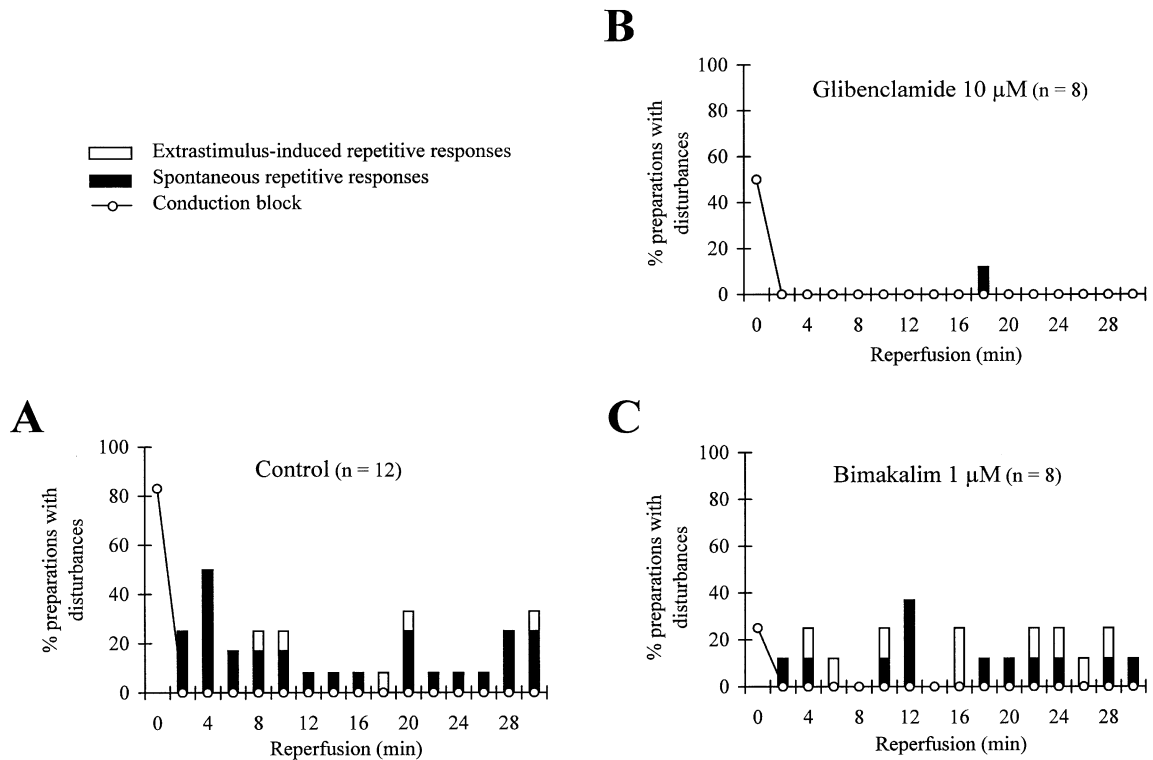 B
Glibenclamide 10 µM (n = 8)
% preparations with
disturbances
100
80
60
40
20
0
0 4 8 12 16 20 24 28
Reperfusion (min)
Extrastimulus-induced repetitive responses
Spontaneous repetitive responses
Conduction block
A
Control (n = 12)
% preparations with
disturbances
100
80
60
40
20
0
0 4 8 12 16 20 24 28
Reperfusion (min)
C
Bimakalim 1 µM (n = 8)
% preparations with
disturbances
100
80
60
40
20
0
0 4 8 12 16 20 24 28
Reperfusion (min)